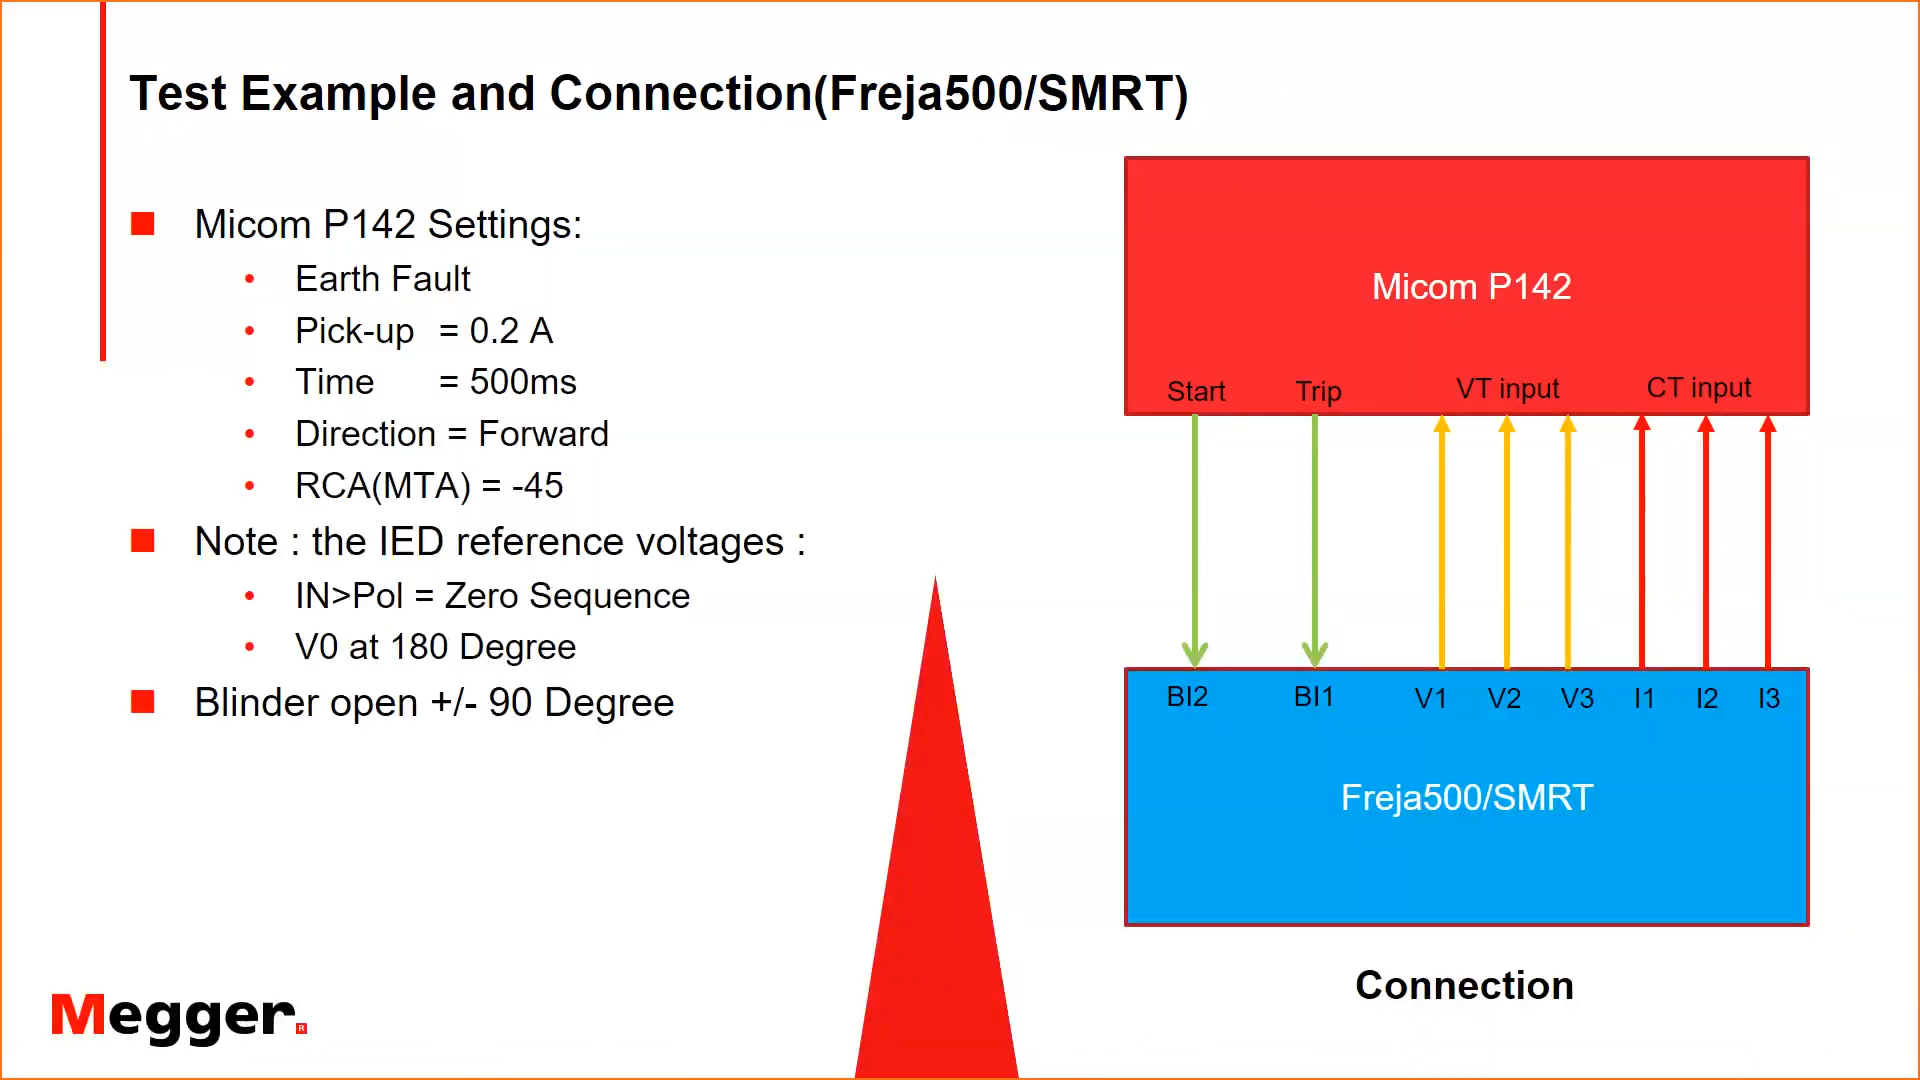 Test Example and Connection(Freja500/SMRT)
Micom P142 Settings:
Earth Fault
Pick-up = 0.2 A
Time = 500ms
Direction = Forward
RCA(MTA) = -45
Note : the IED reference voltages :
IN>Pol = Zero Sequence
V0 at 180 Degree
Blinder open +/- 90 Degree
Micom P142
Start Trip VT input CT input
BI2 BI1 V1 V2 V3 I1 I2 I3
Freja500/SMRT
Connection
Megger.
R